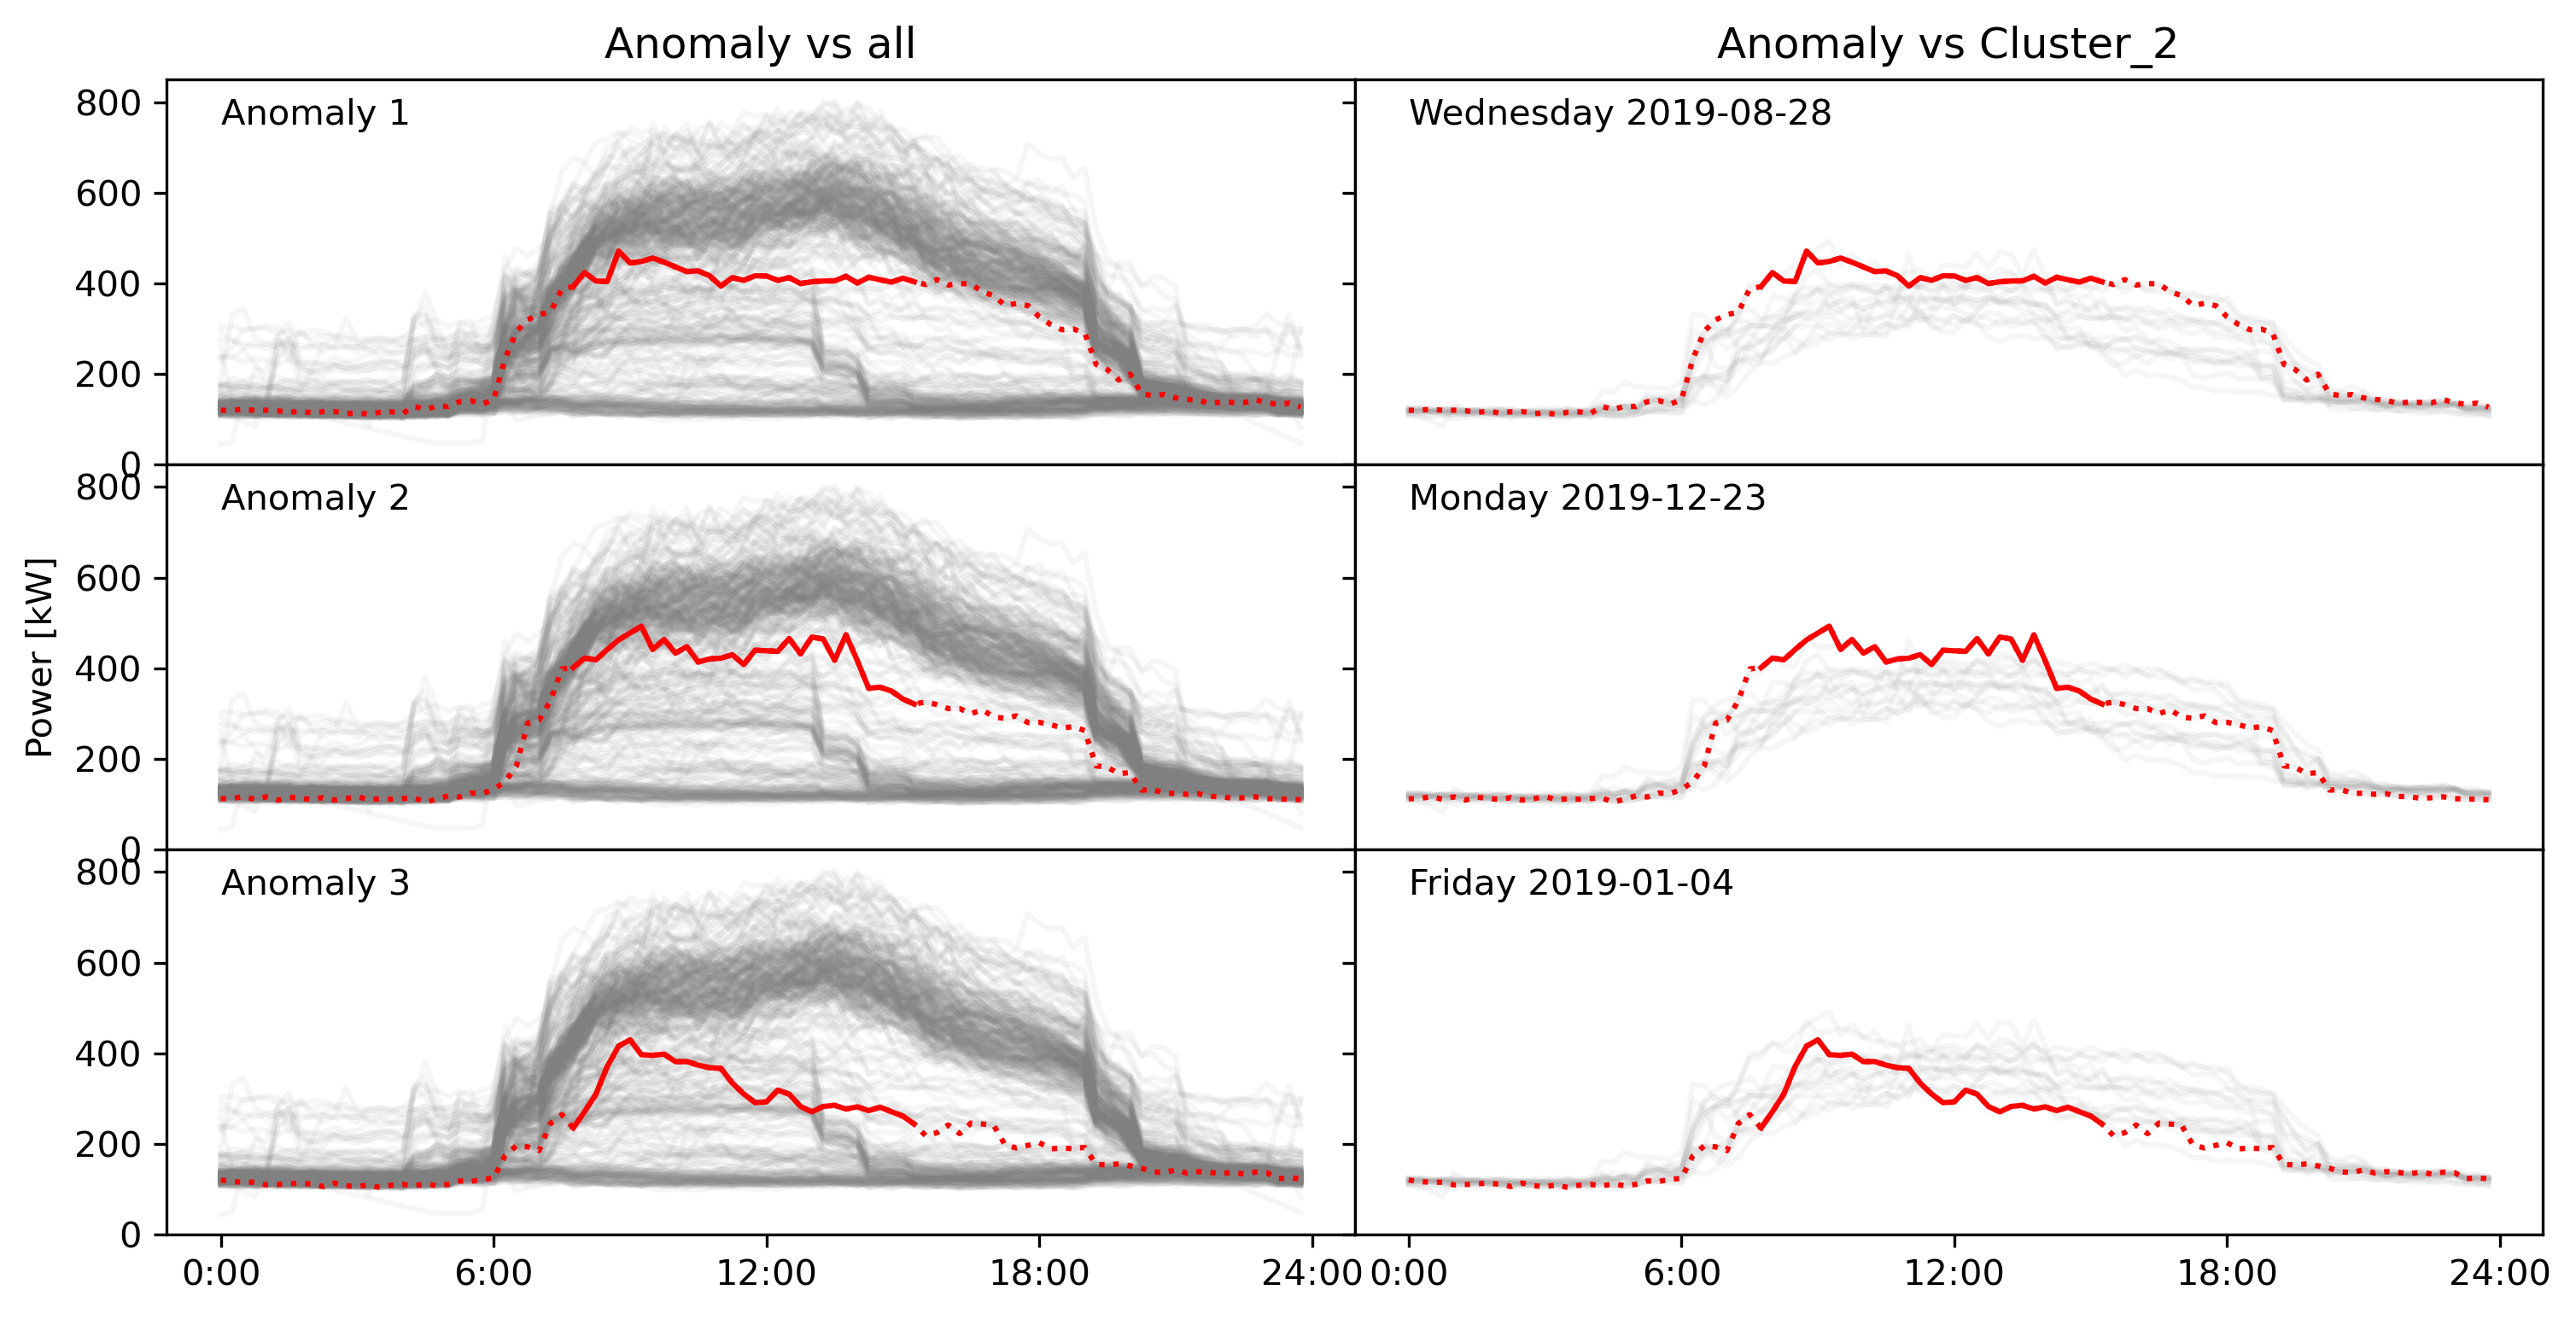 Anomaly vs all
Anomaly vs Cluster_2
800
Anomaly 1
Wednesday 2019-08-28
600
400
200
0
800
Anomaly 2
Monday 2019-12-23
600
Power [kW]
400
200
0
800
Anomaly 3
Friday 2019-01-04
600
400
200
0
0:00 6:00 12:00 18:00 24:00 0:00 6:00 12:00 18:00 24:00